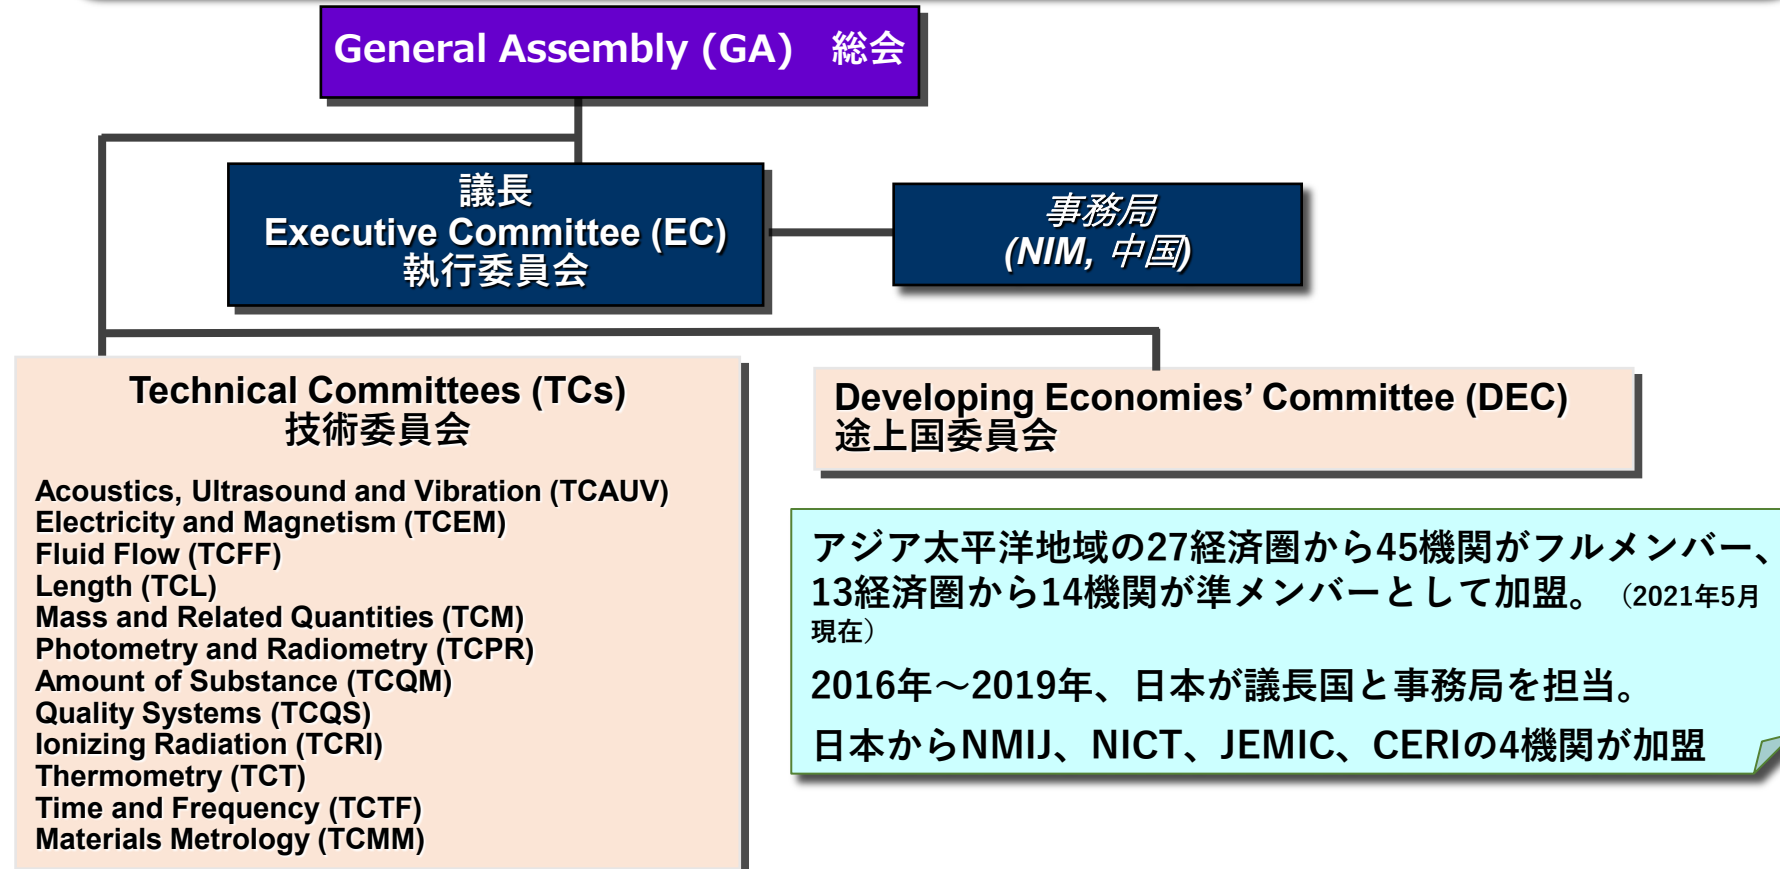 General Assembly (GA) 総会
議長
Executive Committee (EC)
執行委員会
事務局
(NIM, 中国)
Technical Committees (TCs)
技術委員会
Acoustics, Ultrasound and Vibration (TCAUV)
Electricity and Magnetism (TCEM)
Fluid Flow (TCFF)
Length (TCL)
Mass and Related Quantities (TCM)
Photometry and Radiometry (TCPR)
Amount of Substance (TCQM)
Quality Systems (TCQS)
Ionizing Radiation (TCRI)
Thermometry (TCT)
Time and Frequency (TCTF)
Materials Metrology (TCMM)
Developing Economies’ Committee (DEC)
途上国委員会
アジア太平洋地域の27経済圏から45機関がフルメンバー、
13経済圏から14機関が準メンバーとして加盟。（2021年5月
現在）
2016年～2019年、日本が議長国と事務局を担当。
日本からNMIJ、NICT、JEMIC、CERIの4機関が加盟